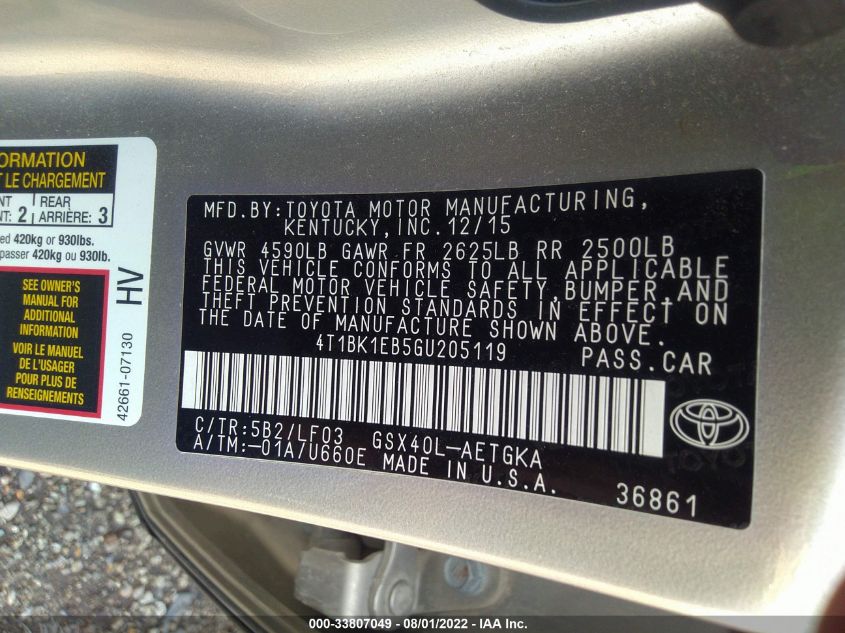 ORMATION
T LE CHARGEMENT
NT : 2 REAR ARRIÈRE: 3
ed 420kg or 930lbs.
passer 420kg ou 930lb.
SEE OWNER'S
MANUAL FOR
ADDITIONAL
INFORMATION
VOIR LE MANUEL
DE L'USAGER
POUR PLUS DE
RENSEIGNEMENTS
HV
42661-07130
MFD.BY:TOYOTA MOTOR MANUFACTURING,
KENTUCKY,INC.12/15
GVWR 4590LB GAWR FR 2625LB RR 2500LB
THIS VEHICLE CONFORMS TO ALL APPLICABLE
FEDERAL MOTOR VEHICLE SAFETY,BUMPER,AND
THEFT PREVENTION STANDARDS IN EFFECT ON
THE DATE OF MANUFACTURE SHOWN ABOVE.
4T1BK1EB5GU205119 PASS.CAR
C/TR:5B2/LF03 GSX40L-AETGKA
A/TM:-01A/U660E MADE IN U.S.A.
36861
000-33807049 - 08/01/2022 - IAA Inc.